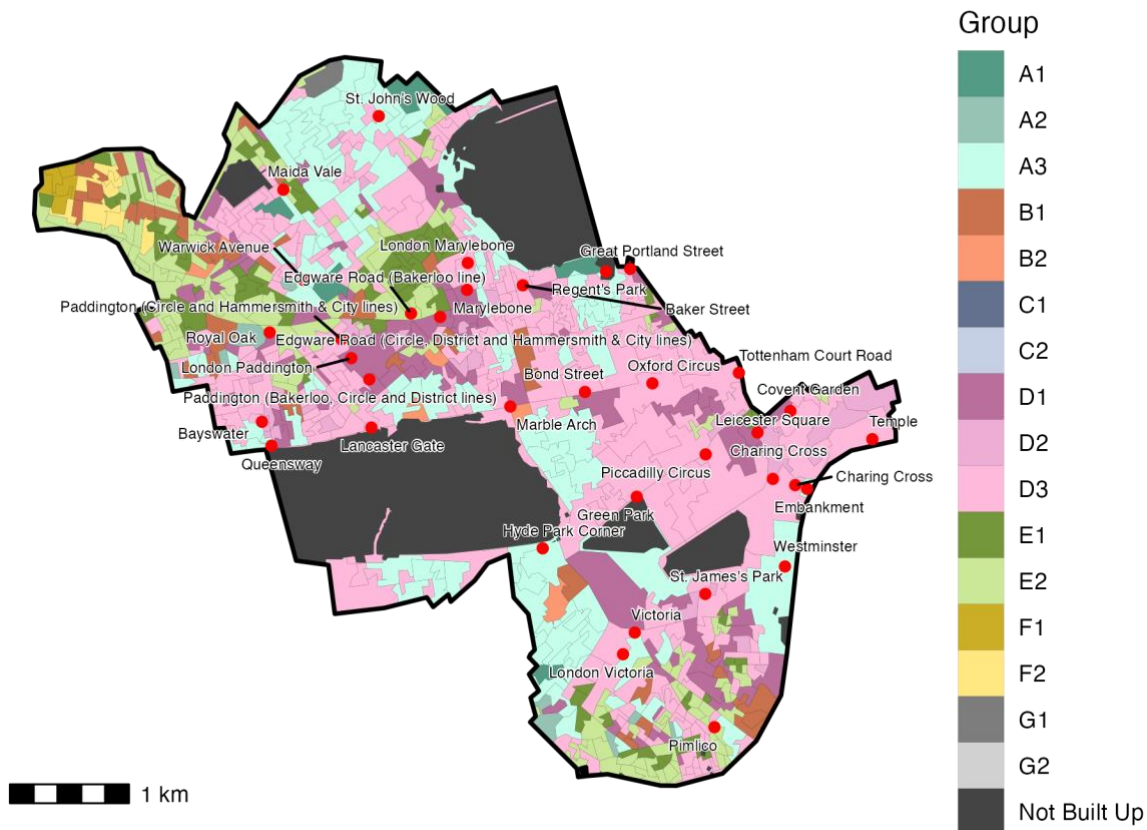 Group
A1
A2
A3
B1
B2
C1
C2
D1
D2
D3
E1
E2
F1
F2
G1
G2
Not Built Up
St. John's Wood
Maida Vale
Warwick Avenue
London Marylebone
Great Portland Street
Edgware Road (Bakerloo line)
Regent's Park
Paddington (Circle and Hammersmith & City lines)
Marylebone
Baker Street
Royal Oak
Edgware Road (Circle, District and Hammersmith & City lines)
London Paddington
Bond Street
Oxford Circus
Tottenham Court Road
Paddington (Bakerloo, Circle and District lines)
Covent Garden
Marble Arch
Leicester Square
Temple
Bayswater
Lancaster Gate
Queensway
Charing Cross
Piccadilly Circus
Charing Cross
Embankment
Green Park
Hyde Park Corner
Westminster
St. James's Park
Victoria
London Victoria
Pimlico
1 km